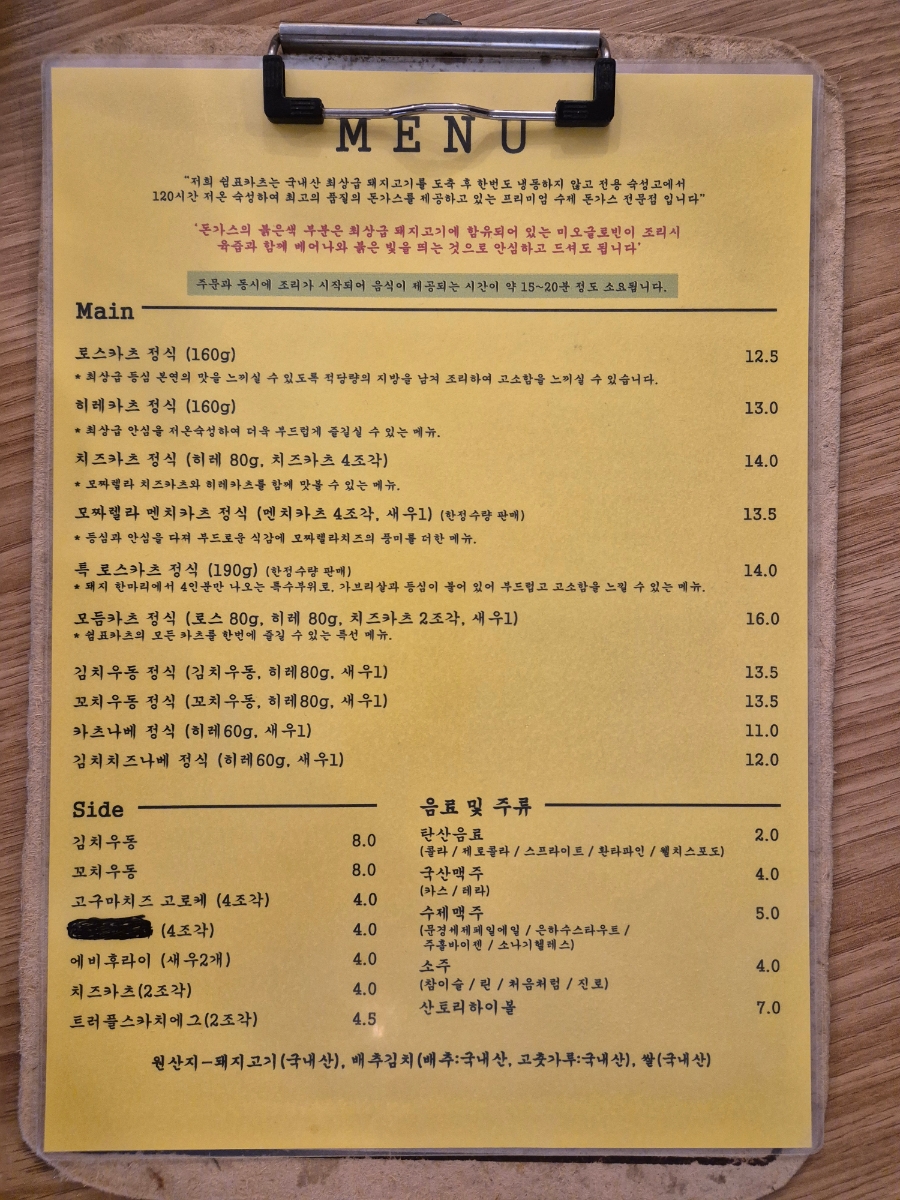 MENU
"저희 쉼표카츠는 국내산 최상급 돼지고기를 도축 후 한번도 냉동하지 않고 전용 숙성고에서
120시간 저온 숙성하여 최고의 품질의 돈가스를 제공하고 있는 프리미엄 수제 돈가스 전문점 입니다"
'돈가스의 붉은색 부분은 최상급 돼지고기에 함유되어 있는 미오글로빈이 조리시
육즙과 함께 베어나와 붉은 빛을 띄는 것으로 안심하고 드셔도 됩니다'
주문과 동시에 조리가 시작되어 음식이 제공되는 시간이 약 15~20분 정도 소요됩니다.
Main
로스카츠 정식 (160g) 12.5
* 최상급 등심 본연의 맛을 느끼실 수 있도록 적당량의 지방을 남겨 조리하여 고소함을 느끼실 수 있습니다.
히레카츠 정식 (160g) 13.0
* 최상급 안심을 저온숙성하여 더욱 부드럽게 즐길실 수 있는 메뉴.
치즈카츠 정식 (히레 80g, 치즈카츠 4조각) 14.0
* 모짜렐라 치즈카츠와 히레카츠를 함께 맛볼 수 있는 메뉴.
모짜렐라 멘치카츠 정식 (멘치카츠 4조각, 새우1) (한정수량 판매) 13.5
* 등심과 안심을 다져 부드로운 식감에 모짜렐라치즈의 풍미를 더한 메뉴.
특 로스카츠 정식 (190g) (한정수량 판매) 14.0
* 돼지 한마리에서 4인분만 나오는 특수부위로, 가브리살과 등심이 붙어 있어 부드럽고 고소함을 느낄 수 있는 메뉴.
모듬카츠 정식 (로스 80g, 히레 80g, 치즈카츠 2조각, 새우1) 16.0
* 쉼표카츠의 모든 카츠를 한번에 즐길 수 있는 특선 메뉴.
김치우동 정식 (김치우동, 히레80g, 새우1) 13.5
꼬치우동 정식 (꼬치우동, 히레80g, 새우1) 13.5
카츠나베 정식 (히레60g, 새우1) 11.0
김치치즈나베 정식 (히레60g, 새우1) 12.0
Side
김치우동 8.0
꼬치우동 8.0
고구마치즈 고로케 (4조각) 4.0
(4조각) 4.0
에비후라이 (새우2개) 4.0
치즈카츠(2조각) 4.0
트러플스카치에그(2조각) 4.5
음료 및 주류
탄산음료 2.0
(콜라 / 제로콜라 / 스프라이트 / 환타파인 / 웰치스포도)
국산맥주 4.0
(카스 / 테라)
수제맥주 5.0
(문경새재페일에일 / 은하수스타우트 /
주흘바이젠 / 소나기헬레스)
소주 4.0
(참이슬 / 린 / 처음처럼 / 진로)
산토리하이볼 7.0
원산지-돼지고기(국내산), 배추김치(배추:국내산, 고춧가루:국내산), 쌀(국내산)